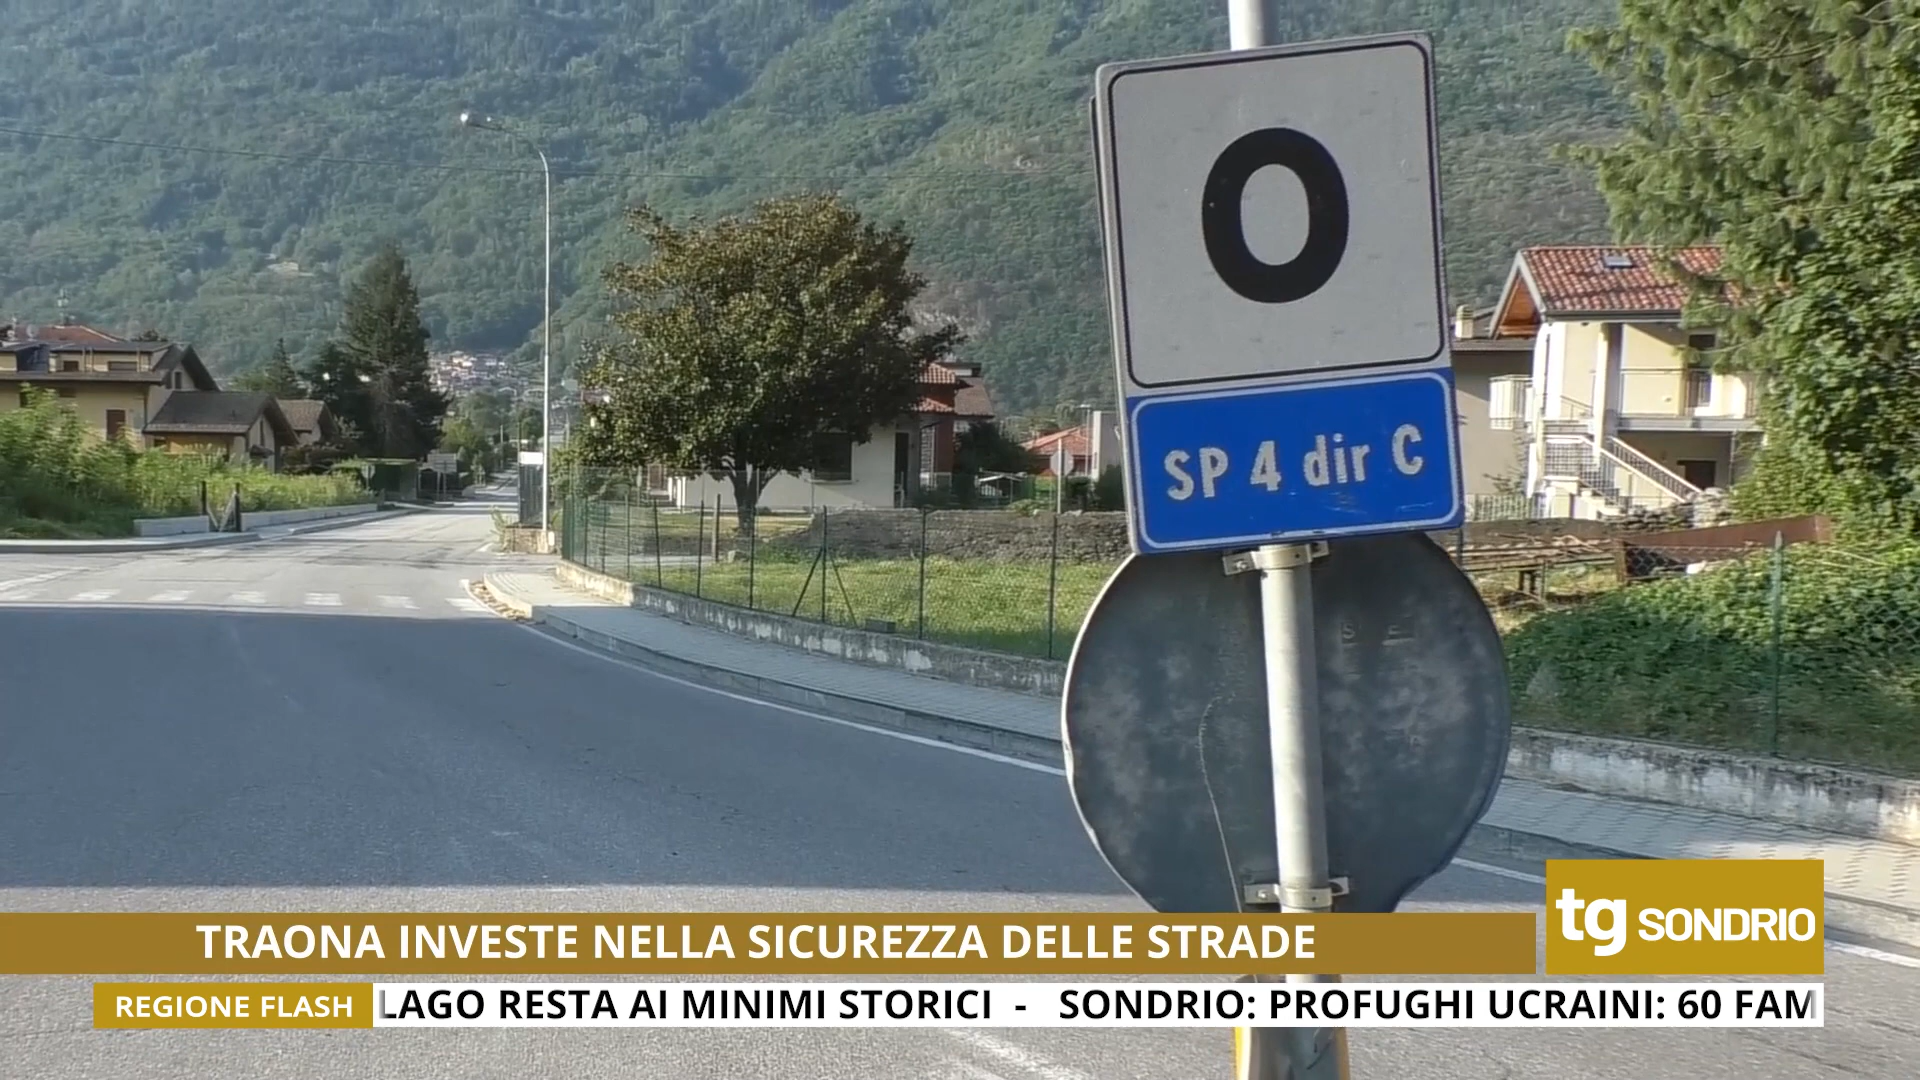 O
SP 4 dir C
TRAONA INVESTE NELLA SICUREZZA DELLE STRADE
tg SONDRIO
REGIONE FLASH
LAGO RESTA AI MINIMI STORICI - SONDRIO: PROFUGHI UCRAINI: 60 FAM